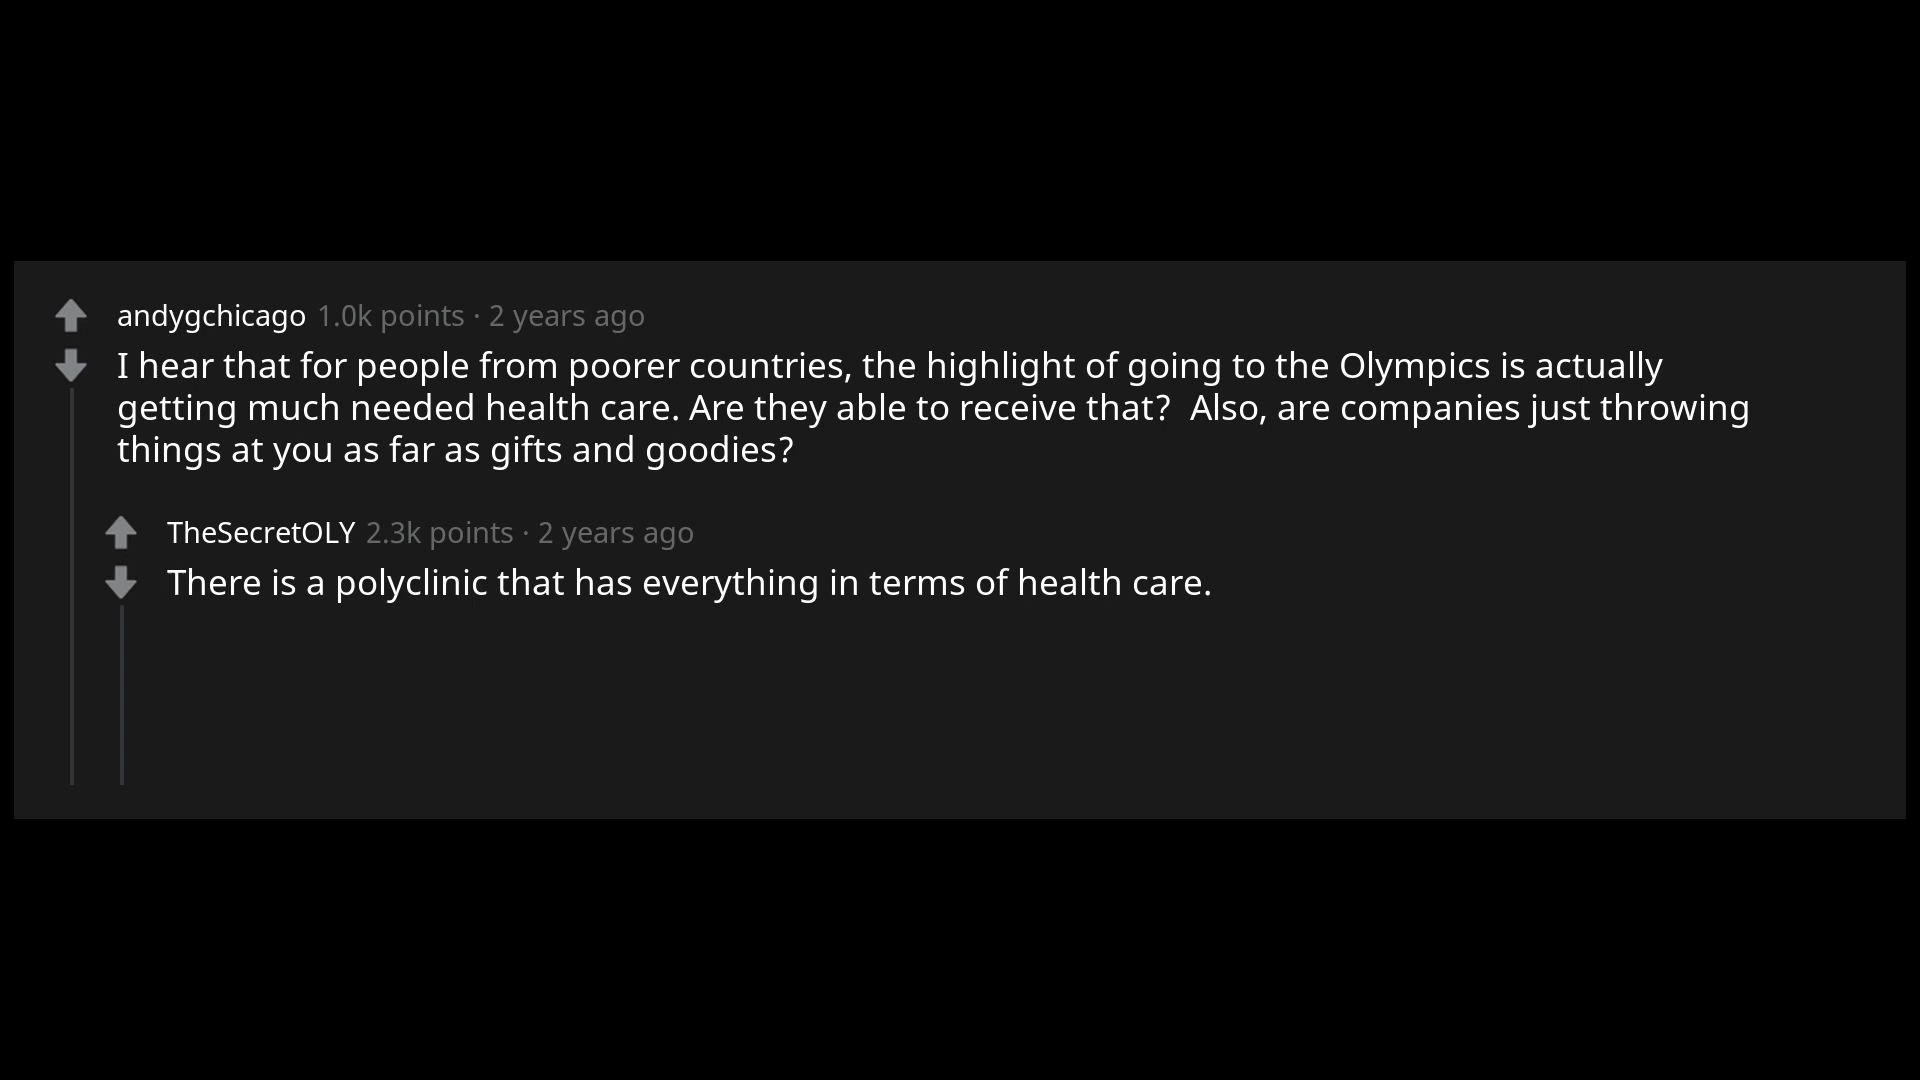 andygchicago 1.0k points · 2 years ago
I hear that for people from poorer countries, the highlight of going to the Olympics is actually
getting much needed health care. Are they able to receive that?  Also, are companies just throwing
things at you as far as gifts and goodies?
TheSecretOLY 2.3k points · 2 years ago
There is a polyclinic that has everything in terms of health care.